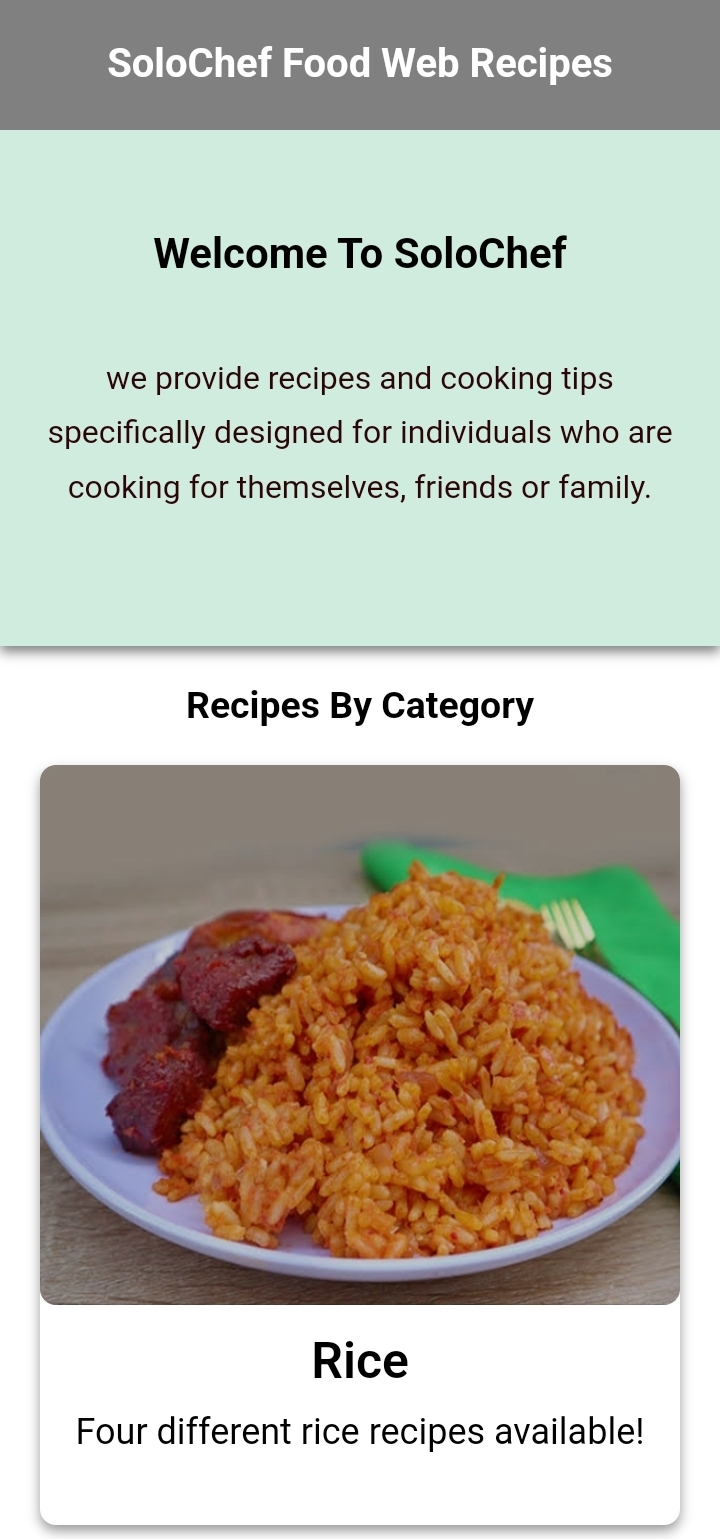 SoloChef Food Web Recipes
Welcome To SoloChef
we provide recipes and cooking tips
specifically designed for individuals who are
cooking for themselves, friends or family.
Recipes By Category
Rice
Four different rice recipes available!